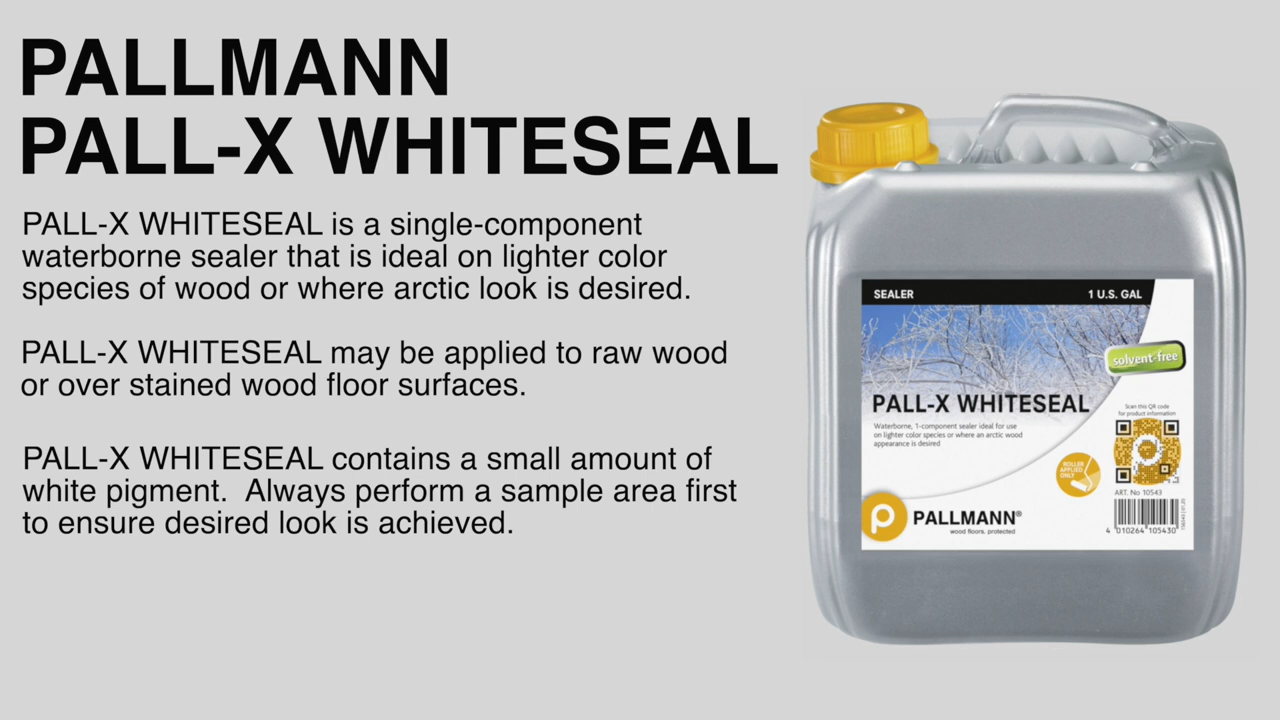 PALLMANN
PALL-X WHITESEAL
PALL-X WHITESEAL is a single-component
waterborne sealer that is ideal on lighter color
species of wood or where arctic look is desired.
PALL-X WHITESEAL may be applied to raw wood
or over stained wood floor surfaces.
PALL-X WHITESEAL contains a small amount of
white pigment.  Always perform a sample area first
to ensure desired look is achieved.
SEALER
1 U.S. GAL
solvent-free
PALL-X WHITESEAL
Waterborne, 1-component sealer ideal for use
on lighter color species or where an arctic wood
appearance is desired
Scan this QR code
for product information
ROLLER
APPLIED
ONLY
ART. No 10543
4 010264 105430
PALLMANN®
wood floors, protected